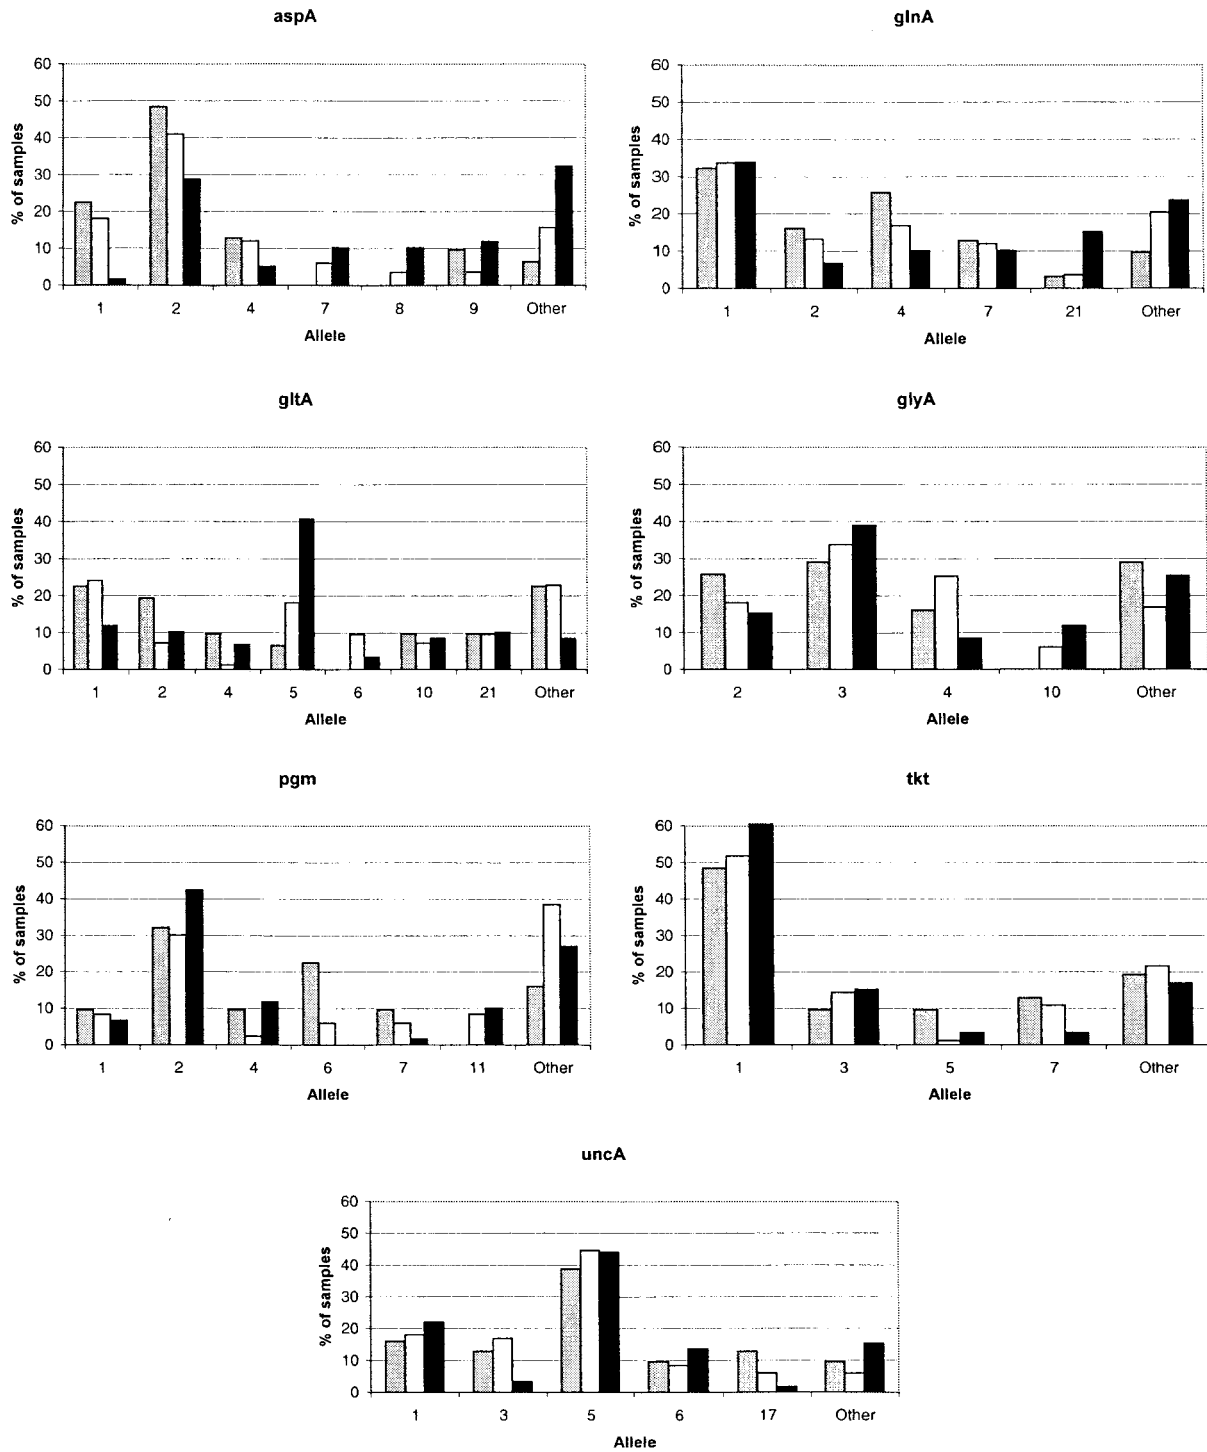 aspA
60
50
40
30
20
10
0
% of samples
1 2 4 7 8 9 Other
Allele
glnA
60
50
40
30
20
10
0
% of samples
1 2 4 7 21 Other
Allele
gltA
60
50
40
30
20
10
0
% of samples
1 2 4 5 6 10 21 Other
Allele
glyA
60
50
40
30
20
10
0
% of samples
2 3 4 10 Other
Allele
pgm
60
50
40
30
20
10
0
% of samples
1 2 4 6 7 11 Other
Allele
tkt
60
50
40
30
20
10
0
% of samples
1 3 5 7 Other
Allele
uncA
60
50
40
30
20
10
0
% of samples
1 3 5 6 17 Other
Allele